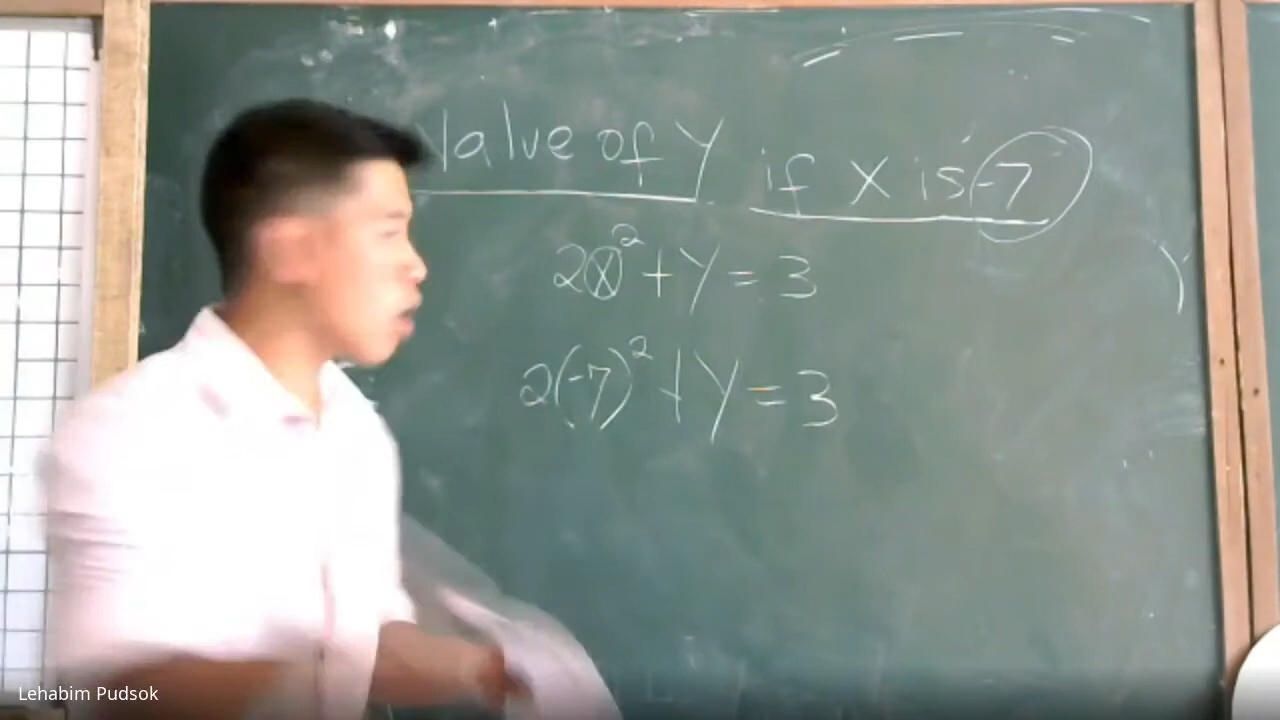 Value of Y if X is -7
2x² + y = 3
2(-7)² + y = 3
Lehabim Pudsok